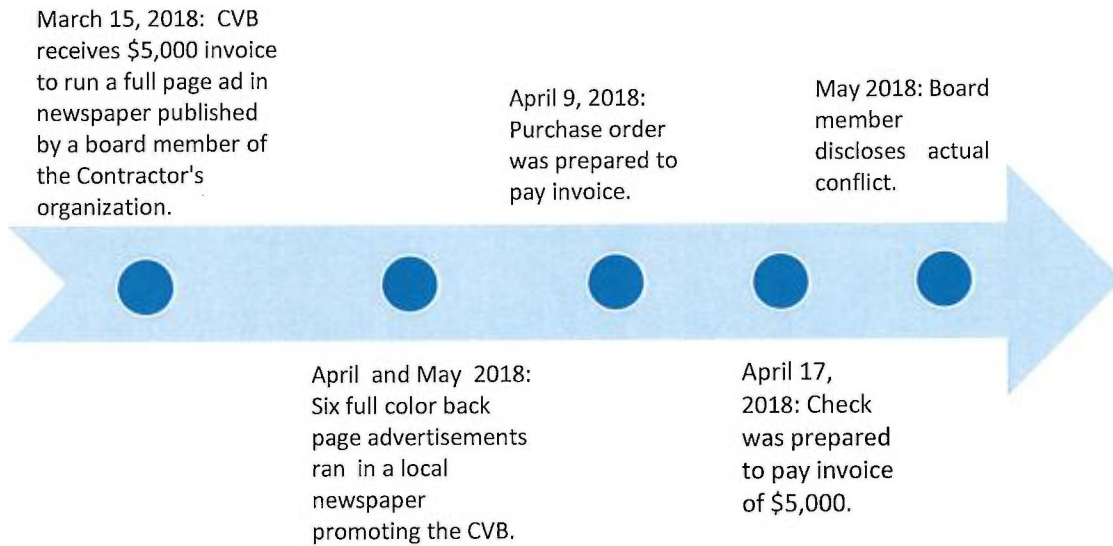 March 15, 2018: CVB
receives $5,000 invoice
to run a full page ad in
newspaper published
by a board member of
the Contractor's
organization.
April and May 2018:
Six full color back
page advertisements
ran in a local
newspaper
promoting the CVB.
April 9, 2018:
Purchase order
was prepared to
pay invoice.
April 17,
2018: Check
was prepared
to pay invoice
of $5,000.
May 2018: Board
member
discloses actual
conflict.